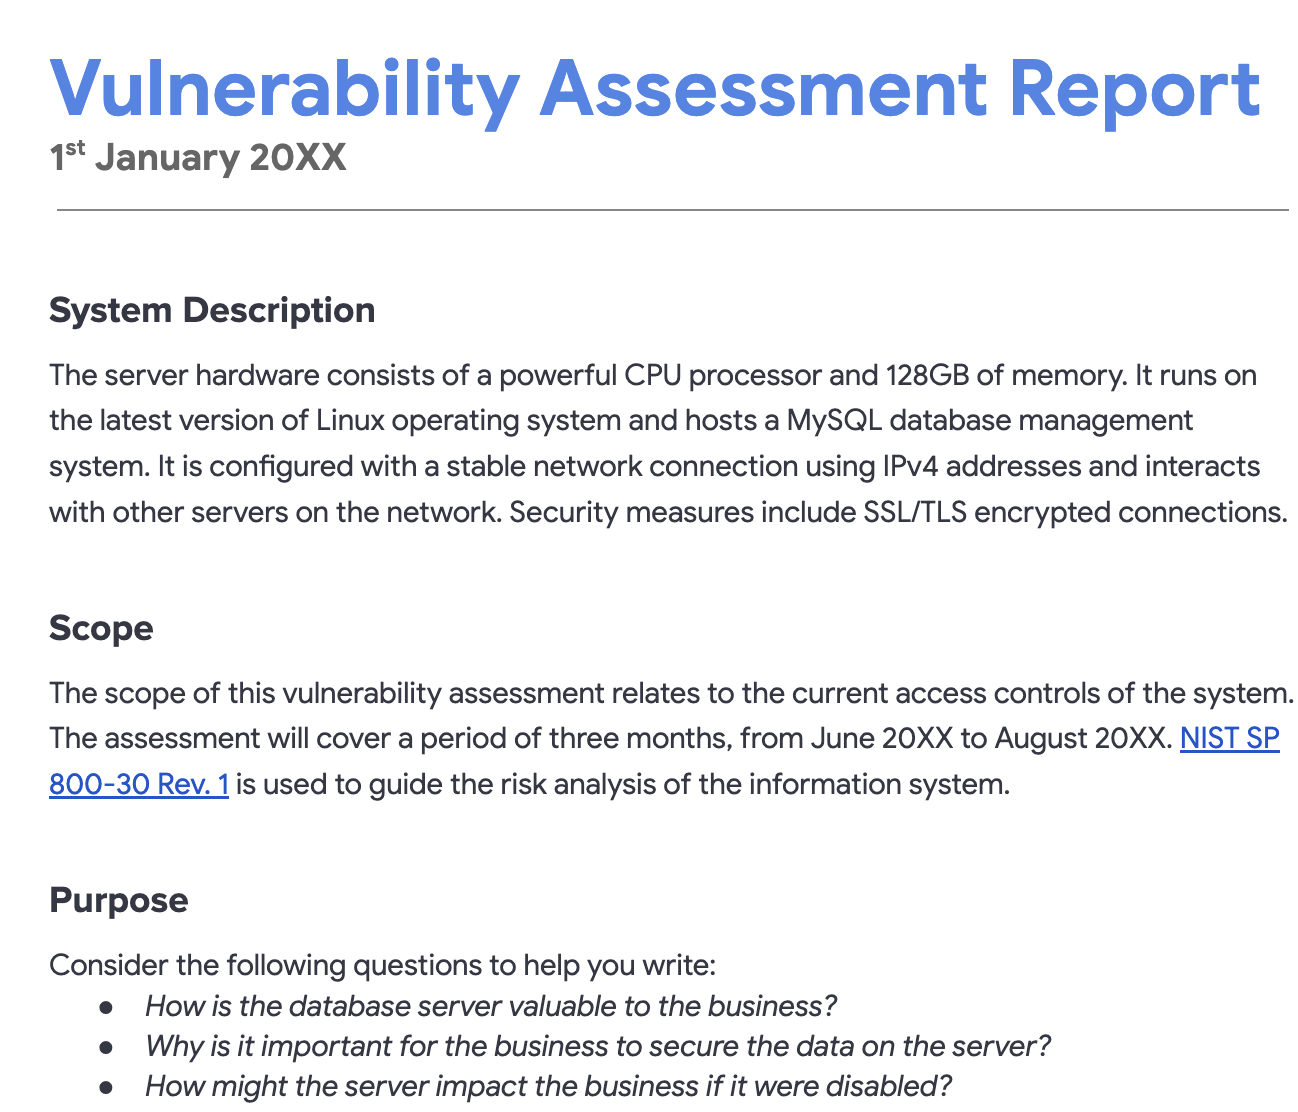 Vulnerability Assessment Report
1st January 20XX
System Description
The server hardware consists of a powerful CPU processor and 128GB of memory. It runs on
the latest version of Linux operating system and hosts a MySQL database management
system. It is configured with a stable network connection using IPv4 addresses and interacts
with other servers on the network. Security measures include SSL/TLS encrypted connections.
Scope
The scope of this vulnerability assessment relates to the current access controls of the system.
The assessment will cover a period of three months, from June 20XX to August 20XX. NIST SP
800-30 Rev. 1 is used to guide the risk analysis of the information system.
Purpose
Consider the following questions to help you write:
● How is the database server valuable to the business?
● Why is it important for the business to secure the data on the server?
● How might the server impact the business if it were disabled?